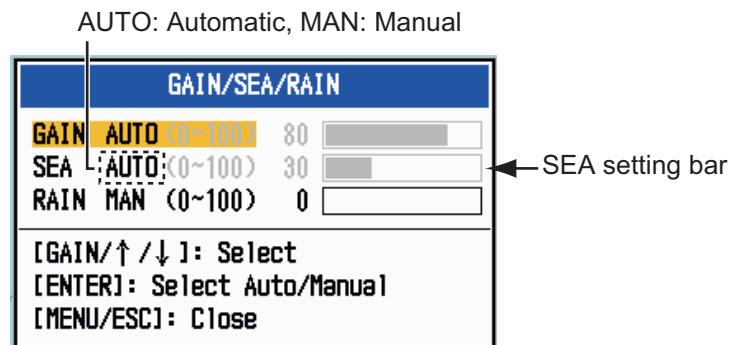 AUTO: Automatic, MAN: Manual
GAIN/SEA/RAIN
GAIN AUTO (0~100) 80
SEA AUTO (0~100) 30 SEA setting bar
RAIN MAN (0~100) 0
[GAIN/↑/↓]: Select
[ENTER]: Select Auto/Manual
[MENU/ESC]: Close